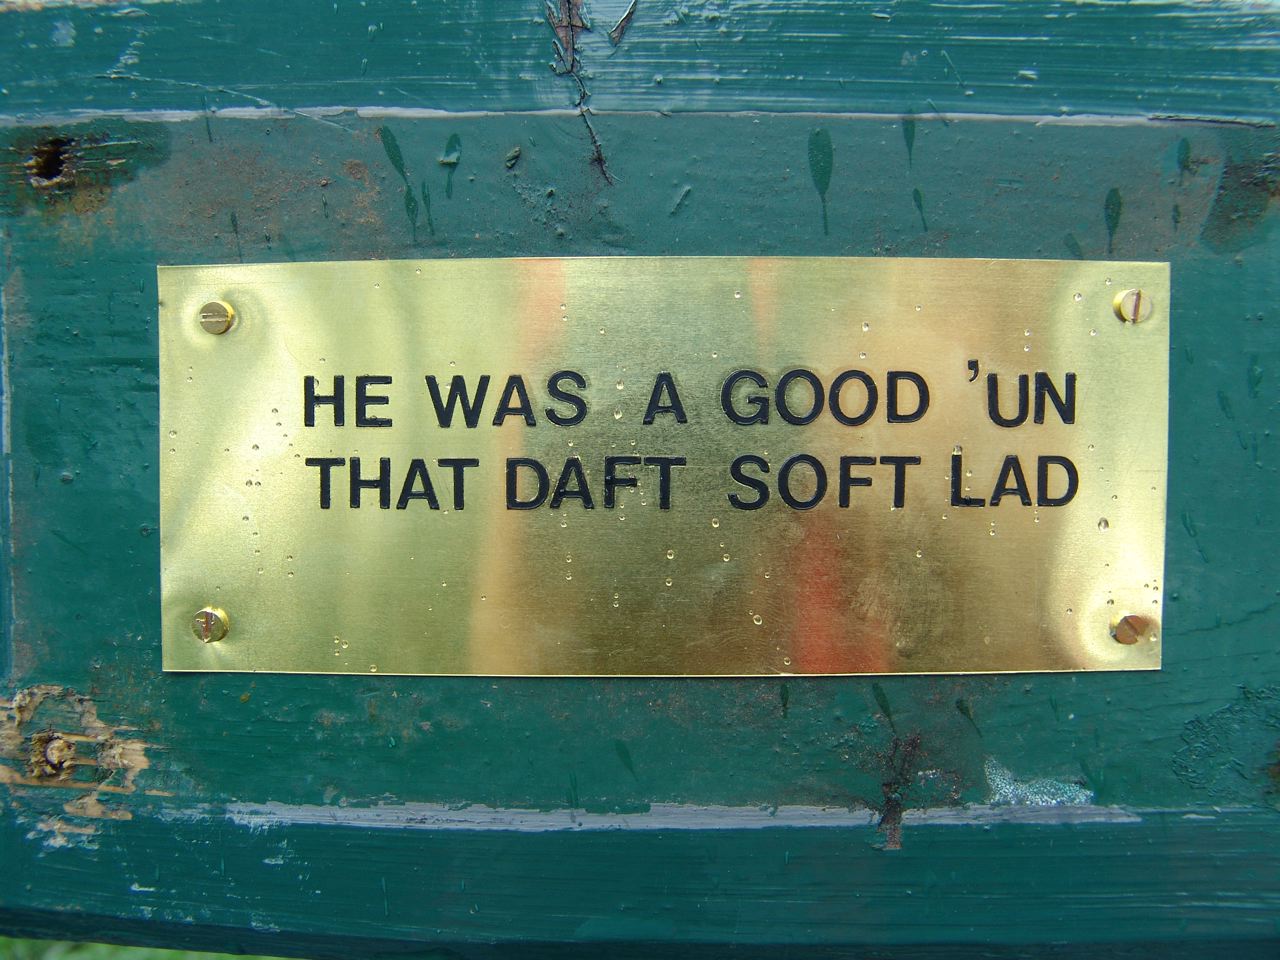 HE WAS A GOOD 'UN
THAT DAFT SOFT LAD